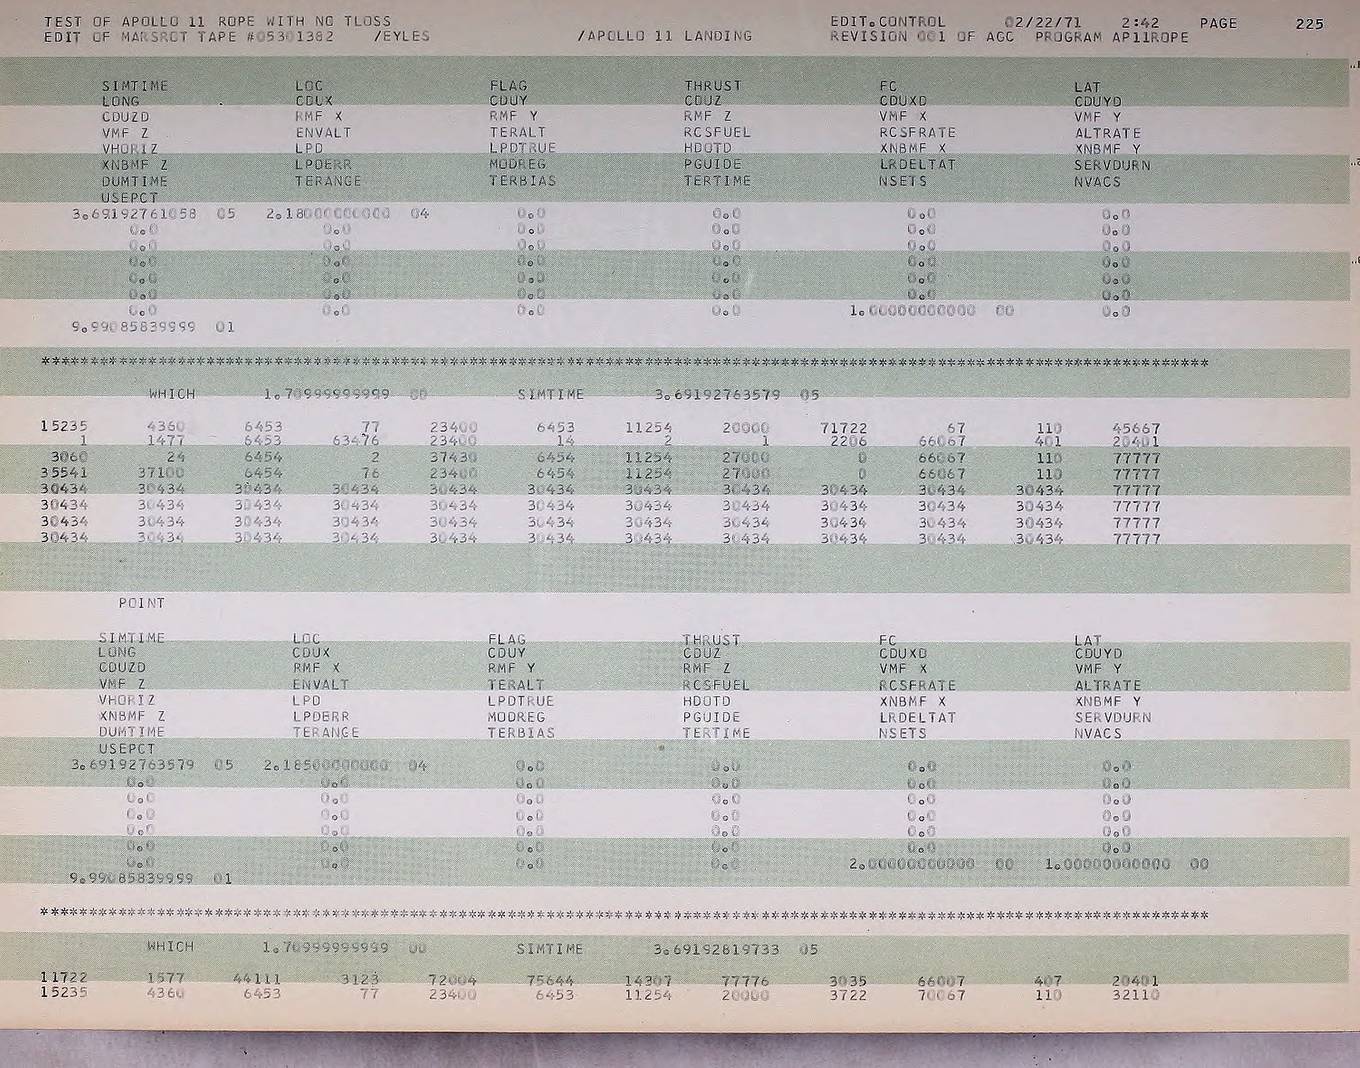 TEST OF APOLLO 11 ROPE WITH NO TLOSS EDIT.CONTROL 02/22/71 2:42 PAGE 225
EDIT OF MARSROT TAPE #05301382 /EYLES /APOLLO 11 LANDING REVISION 001 OF AGC PROGRAM AP11ROPE
SIMTIME LOC FLAG THRUST FC LAT
LONG CDUX CDUY CDUZ CDUXD CDUYD
CDUZD RMF X RMF Y RMF Z VMF X VMF Y
VMF Z ENVALT TERALT RCSFUEL RCSFRATE ALTRATE
VHORIZ LPD LPDTRUE HDOTD XNBMF X XNBMF Y
XNBMF Z LPDERR MODREG PGUIDE LRDELTAT SERVDURN
DUMTIME TERANGE TERBIAS TERTIME NSETS NVACS
USEPCT
3.69192761058 05 2.18000000000 04 0.0 0.0 0.0 0.0
0.0 0.0 0.0 0.0 0.0 0.0
0.0 0.0 0.0 0.0 0.0 0.0
0.0 0.0 0.0 0.0 0.0 0.0
0.0 0.0 0.0 0.0 0.0 0.0
0.0 0.0 0.0 0.0 0.0 0.0
0.0 0.0 0.0 0.0 1.00000000000 00 0.0
9.99085839999 01
************************************************************************************************************************
WHICH 1.70999999999 00 SIMTIME 3.69192763579 05
15235 4360 6453 77 23400 6453 11254 20000 71722 67 110 45667
1 1477 6453 63476 23400 14 2 1 2206 66067 401 20401
3060 24 6454 2 37430 6454 11254 27000 0 66067 110 77777
35541 37100 6454 76 23400 6454 11254 27000 0 66067 110 77777
30434 30434 30434 30434 30434 30434 30434 30434 30434 30434 30434 77777
30434 30434 30434 30434 30434 30434 30434 30434 30434 30434 30434 77777
30434 30434 30434 30434 30434 30434 30434 30434 30434 30434 30434 77777
30434 30434 30434 30434 30434 30434 30434 30434 30434 30434 30434 77777
POINT
SIMTIME LOC FLAG THRUST FC LAT
LONG CDUX CDUY CDUZ CDUXD CDUYD
CDUZD RMF X RMF Y RMF Z VMF X VMF Y
VMF Z ENVALT TERALT RCSFUEL RCSFRATE ALTRATE
VHORIZ LPD LPDTRUE HDOTD XNBMF X XNBMF Y
XNBMF Z LPDERR MODREG PGUIDE LRDELTAT SERVDURN
DUMTIME TERANGE TERBIAS TERTIME NSETS NVACS
USEPCT
3.69192763579 05 2.18500000000 04 0.0 0.0 0.0 0.0
0.0 0.0 0.0 0.0 0.0 0.0
0.0 0.0 0.0 0.0 0.0 0.0
0.0 0.0 0.0 0.0 0.0 0.0
0.0 0.0 0.0 0.0 0.0 0.0
0.0 0.0 0.0 0.0 0.0 0.0
0.0 0.0 0.0 0.0 2.00000000000 00 1.00000000000 00
9.99085839999 01
************************************************************************************************************************
WHICH 1.70999999999 00 SIMTIME 3.69192819733 05
11722 1577 44111 3123 72004 75644 14307 77776 3035 66007 407 20401
15235 4360 6453 77 23400 6453 11254 20000 3722 70067 110 32110